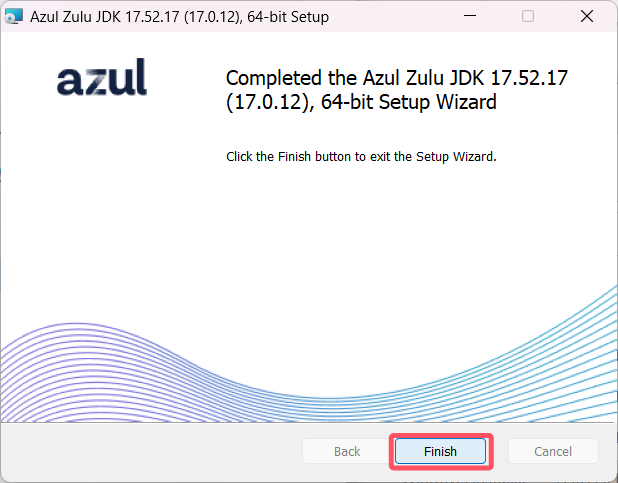 Azul Zulu JDK 17.52.17 (17.0.12), 64-bit Setup
azul
Completed the Azul Zulu JDK 17.52.17
(17.0.12), 64-bit Setup Wizard
Click the Finish button to exit the Setup Wizard.
Back
Finish
Cancel